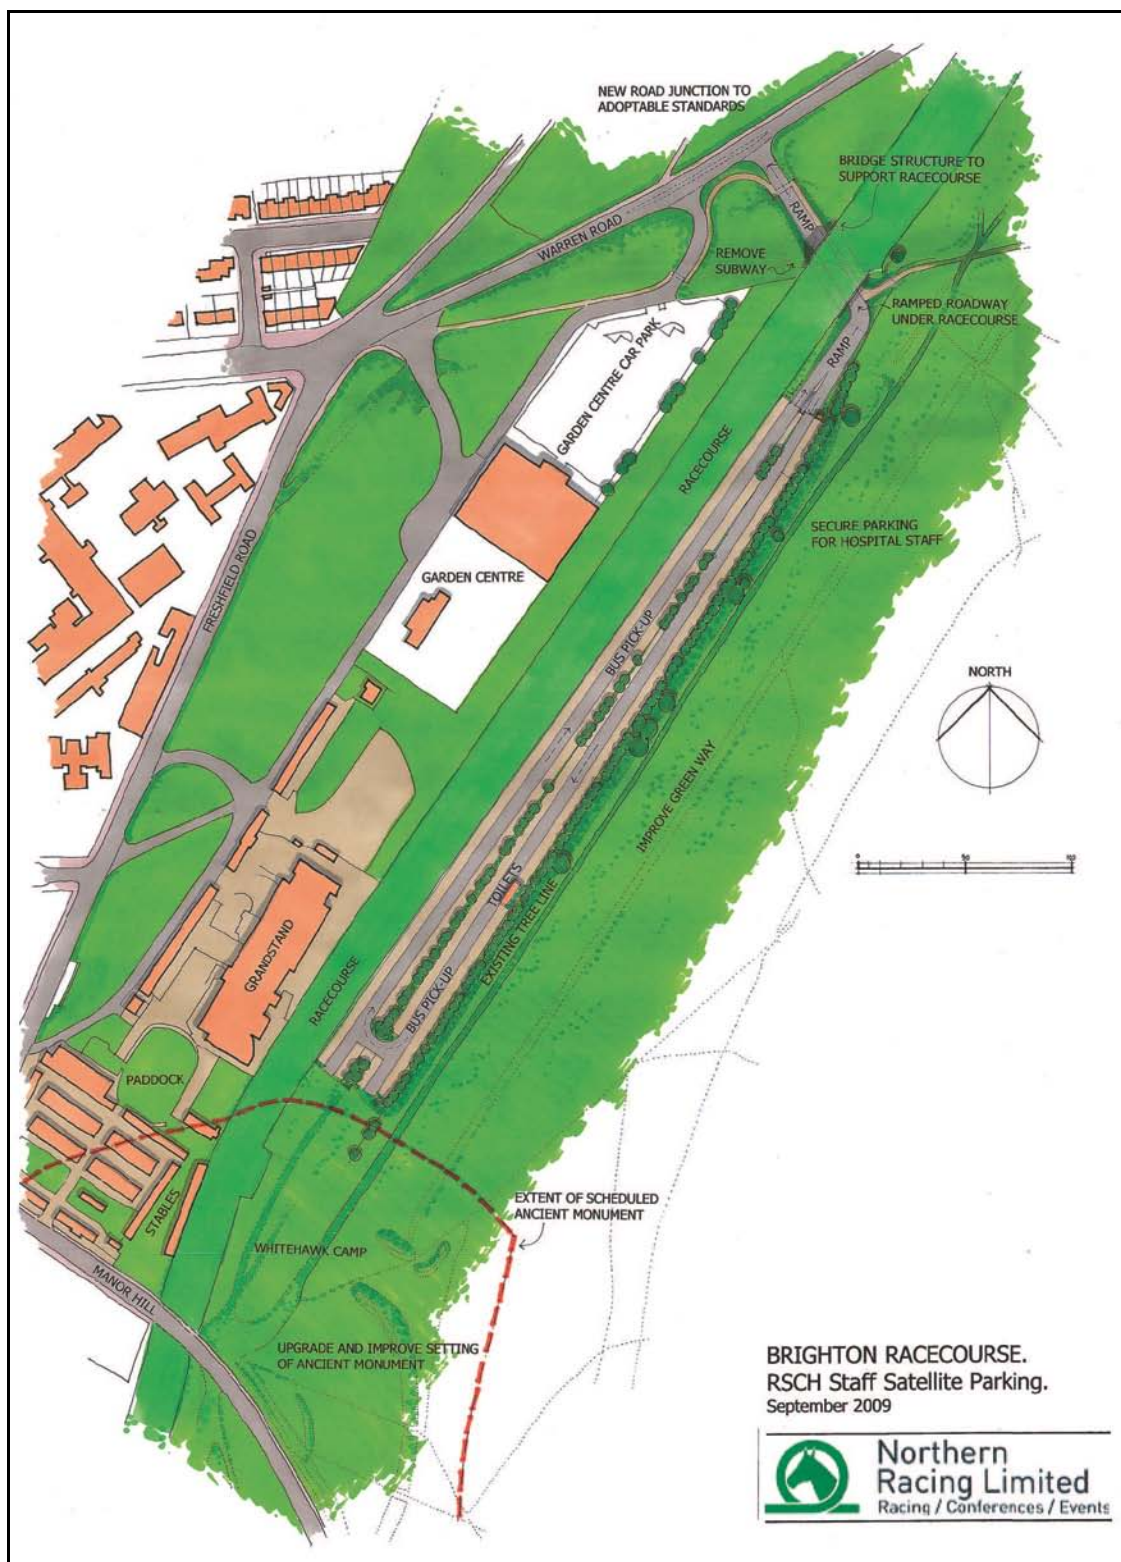 NEW ROAD JUNCTION TO
ADOPTABLE STANDARDS
BRIDGE STRUCTURE TO
SUPPORT RACECOURSE
WARREN ROAD
RAMP
REMOVE
SUBWAY
RAMPED ROADWAY
UNDER RACECOURSE
RAMP
GARDEN CENTRE CAR PARK
RACECOURSE
SECURE PARKING
FOR HOSPITAL STAFF
FRESHFIELD ROAD
GARDEN CENTRE
BUS PICK-UP
NORTH
IMPROVE GREEN WAY
TOILETS
EXISTING TREE LINE
GRANDSTAND
RACECOURSE
BUS PICK-UP
PADDOCK
STABLES
EXTENT OF SCHEDULED
ANCIENT MONUMENT
WHITEHAWK CAMP
MANOR HILL
UPGRADE AND IMPROVE SETTING
OF ANCIENT MONUMENT
BRIGHTON RACECOURSE.
RSCH Staff Satellite Parking.
September 2009
Northern
Racing Limited
Racing / Conferences / Events